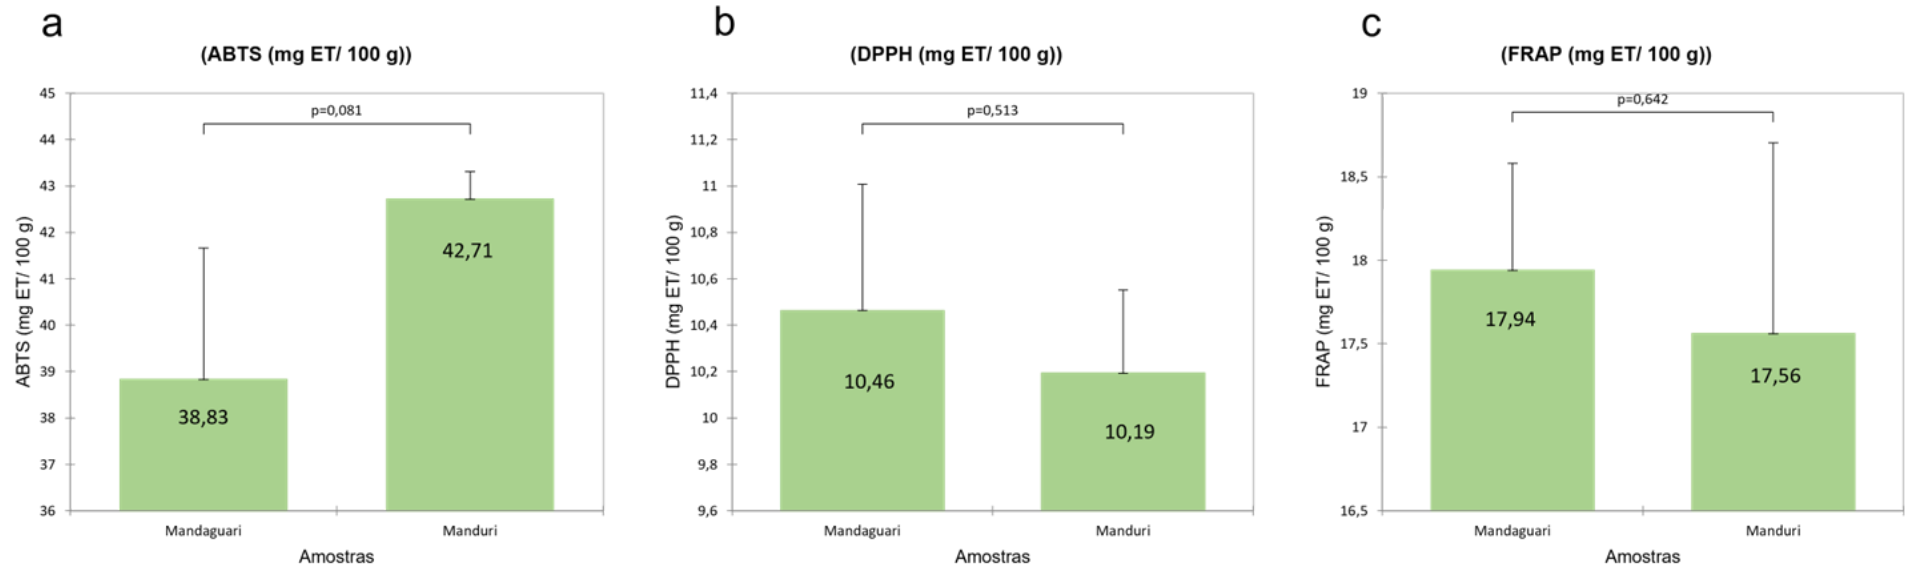 a
(ABTS (mg ET/ 100 g))
ABTS (mg ET/ 100 g)
45
44
43
42
41
40
39
38
37
36
p=0,081
38,83
42,71
Mandaguari
Manduri
Amostras
b
(DPPH (mg ET/ 100 g))
DPPH (mg ET/ 100 g)
11,4
11,2
11
10,8
10,6
10,4
10,2
10
9,8
9,6
p=0,513
10,46
10,19
Mandaguari
Manduri
Amostras
c
(FRAP (mg ET/ 100 g))
FRAP (mg ET/ 100 g)
19
18,5
18
17,5
17
16,5
p=0,642
17,94
17,56
Mandaguari
Manduri
Amostras